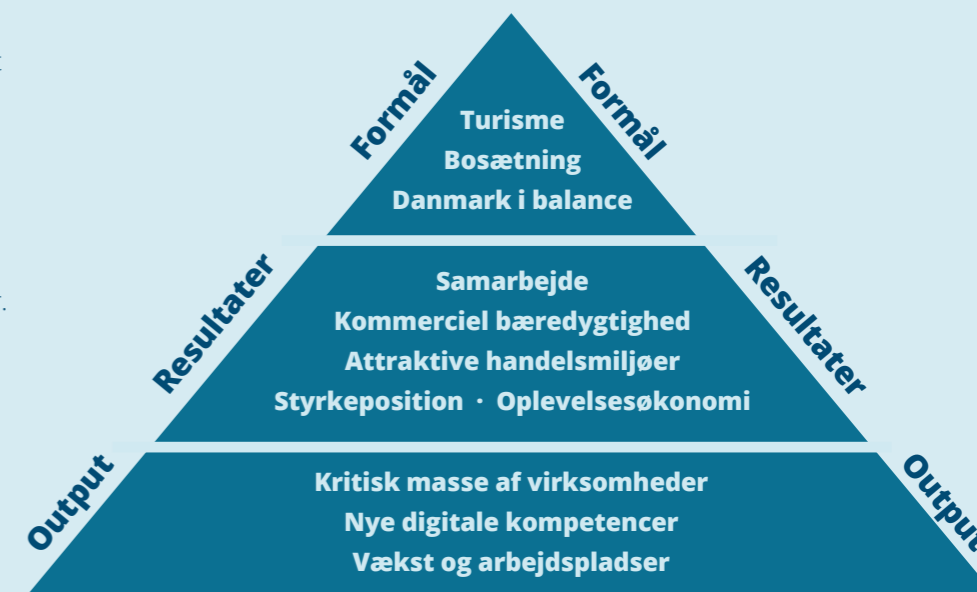 Formål
Formål
Turisme
Bosætning
Danmark i balance
Resultater
Resultater
Samarbejde
Kommerciel bæredygtighed
Attraktive handelsmiljøer
Styrkeposition · Oplevelsesøkonomi
Output
Output
Kritisk masse af virksomheder
Nye digitale kompetencer
Vækst og arbejdspladser